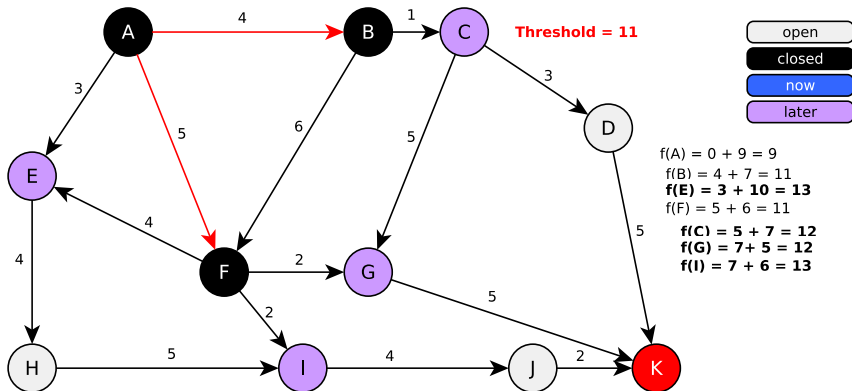 A
4
B
1
C
Threshold = 11
open
closed
now
later
3
5
6
5
3
D
f(A) = 0 + 9 = 9
f(B) = 4 + 7 = 11
f(E) = 3 + 10 = 13
f(F) = 5 + 6 = 11
f(C) = 5 + 7 = 12
f(G) = 7+ 5 = 12
f(I) = 7 + 6 = 13
E
4
4
F
2
G
5
5
2
H
5
I
4
J
2
K